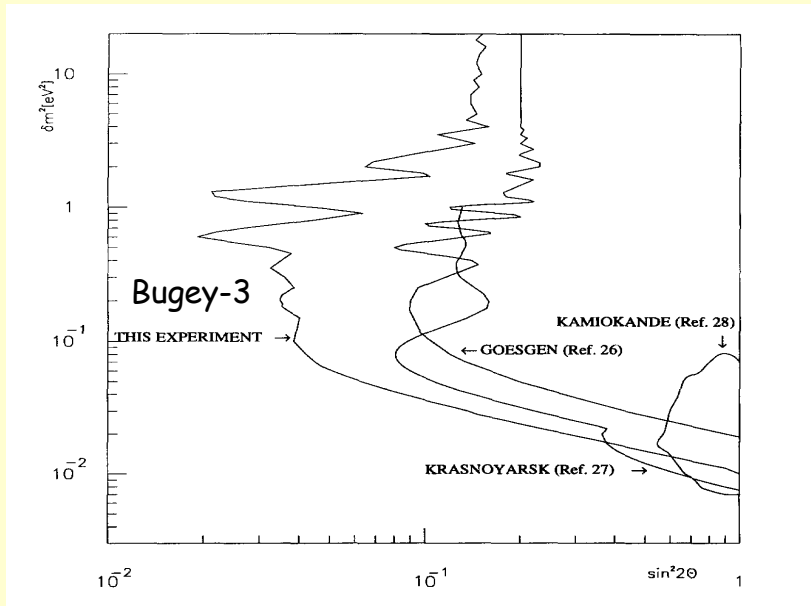 δm²[eV²]
10
1
10⁻¹
10⁻²
Bugey-3
THIS EXPERIMENT →
KAMIOKANDE (Ref. 28)
↓
← GOESGEN (Ref. 26)
KRASNOYARSK (Ref. 27) →
10⁻²
10⁻¹
sin²2Θ
1